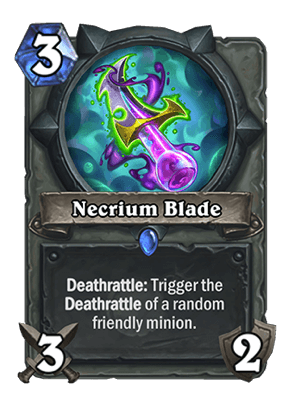 3
Necrium Blade
Deathrattle: Trigger the
Deathrattle of a random
friendly minion.
3 2